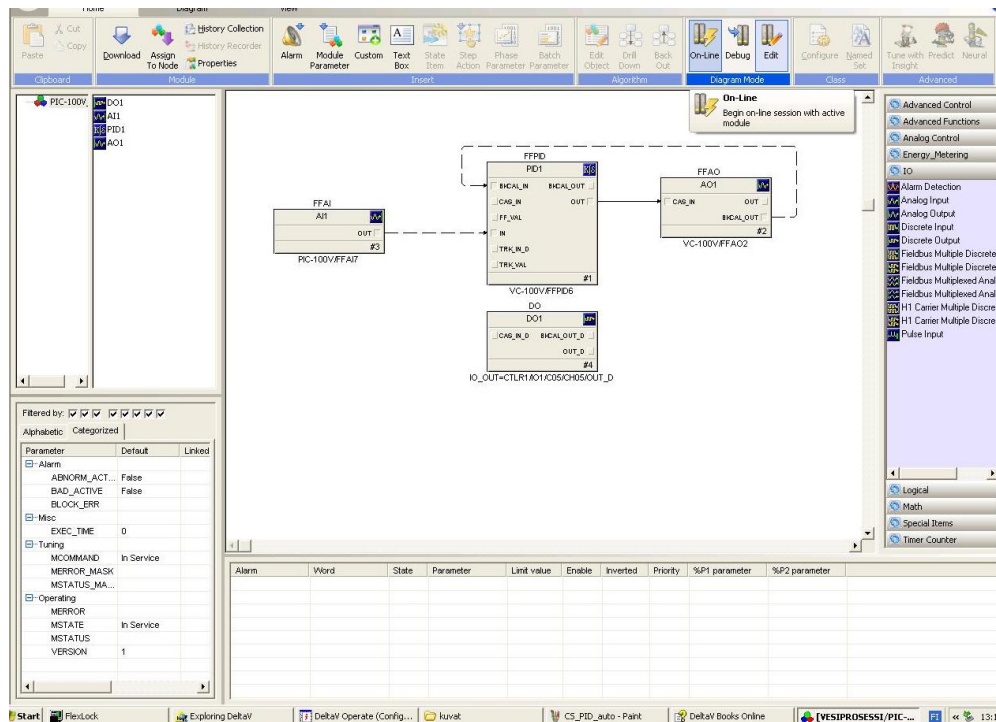 Home Diagram View
Cut
Copy
Paste
Download
Assign To Node
History Collection
History Recorder
Properties
Alarm
Module Parameter
Custom
Text Box
State Item
Step Action
Phase Parameter
Batch Parameter
Edit Object
Drill Down
Back Out
On-Line
Debug
Edit
Configure
Named Set
Tune with Insight
Predict
Neural
Clipboard Module Insert Algorithm Diagram Mode Class Advanced
On-Line
Begin on-line session with active module
PIC-100V,
DO1
AI1
PID1
AO1
FFAI
AI1
OUT
#3
PIC-100V/FFAI7
FFPID
PID1
BKCAL_IN BKCAL_OUT
CAS_IN OUT
FF_VAL
IN
TRK_IN_D
TRK_VAL
#1
VC-100V/FFPID6
FFAO
AO1
CAS_IN OUT
BKCAL_OUT
#2
VC-100V/FFAO2
DO
DO1
CAS_IN_D BKCAL_OUT_D
OUT_D
#4
IO_OUT=CTLR1/IO1/C05/CH05/OUT_D
Advanced Control
Advanced Functions
Analog Control
Energy_Metering
IO
Alarm Detection
Analog Input
Analog Output
Discrete Input
Discrete Output
Fieldbus Multiple Discrete
Fieldbus Multiple Discrete
Fieldbus Multiplexed Anal
Fieldbus Multiplexed Anal
H1 Carrier Multiple Discre
H1 Carrier Multiple Discre
Pulse Input
Logical
Math
Special Items
Timer Counter
Filtered by:
Alphabetic Categorized
Parameter Default Linked
Alarm
ABNORM_ACT... False
BAD_ACTIVE False
BLOCK_ERR
Misc
EXEC_TIME 0
Tuning
MCOMMAND In Service
MERROR_MASK
MSTATUS_MA...
Operating
MERROR
MSTATE In Service
MSTATUS
VERSION 1
Alarm Word State Parameter Limit value Enable Inverted Priority %P1 parameter %P2 parameter
Start FlexLock Exploring DeltaV DeltaV Operate (Config... kuvat CS_PID_auto - Paint DeltaV Books Online [VESIPROSESSI/PIC-... FI « 13:1